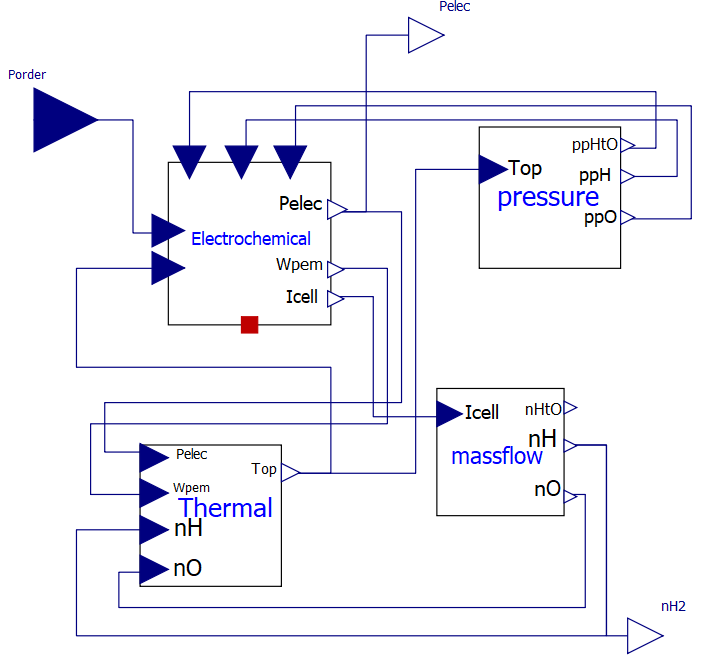 Pelec
Porder
ppHtO
Top
ppH
pressure
Pelec
ppO
Electrochemical
Wpem
Icell
Icell
nHtO
nH
massflow
Pelec
Top
nO
Wpem
Thermal
nH
nO
nH2